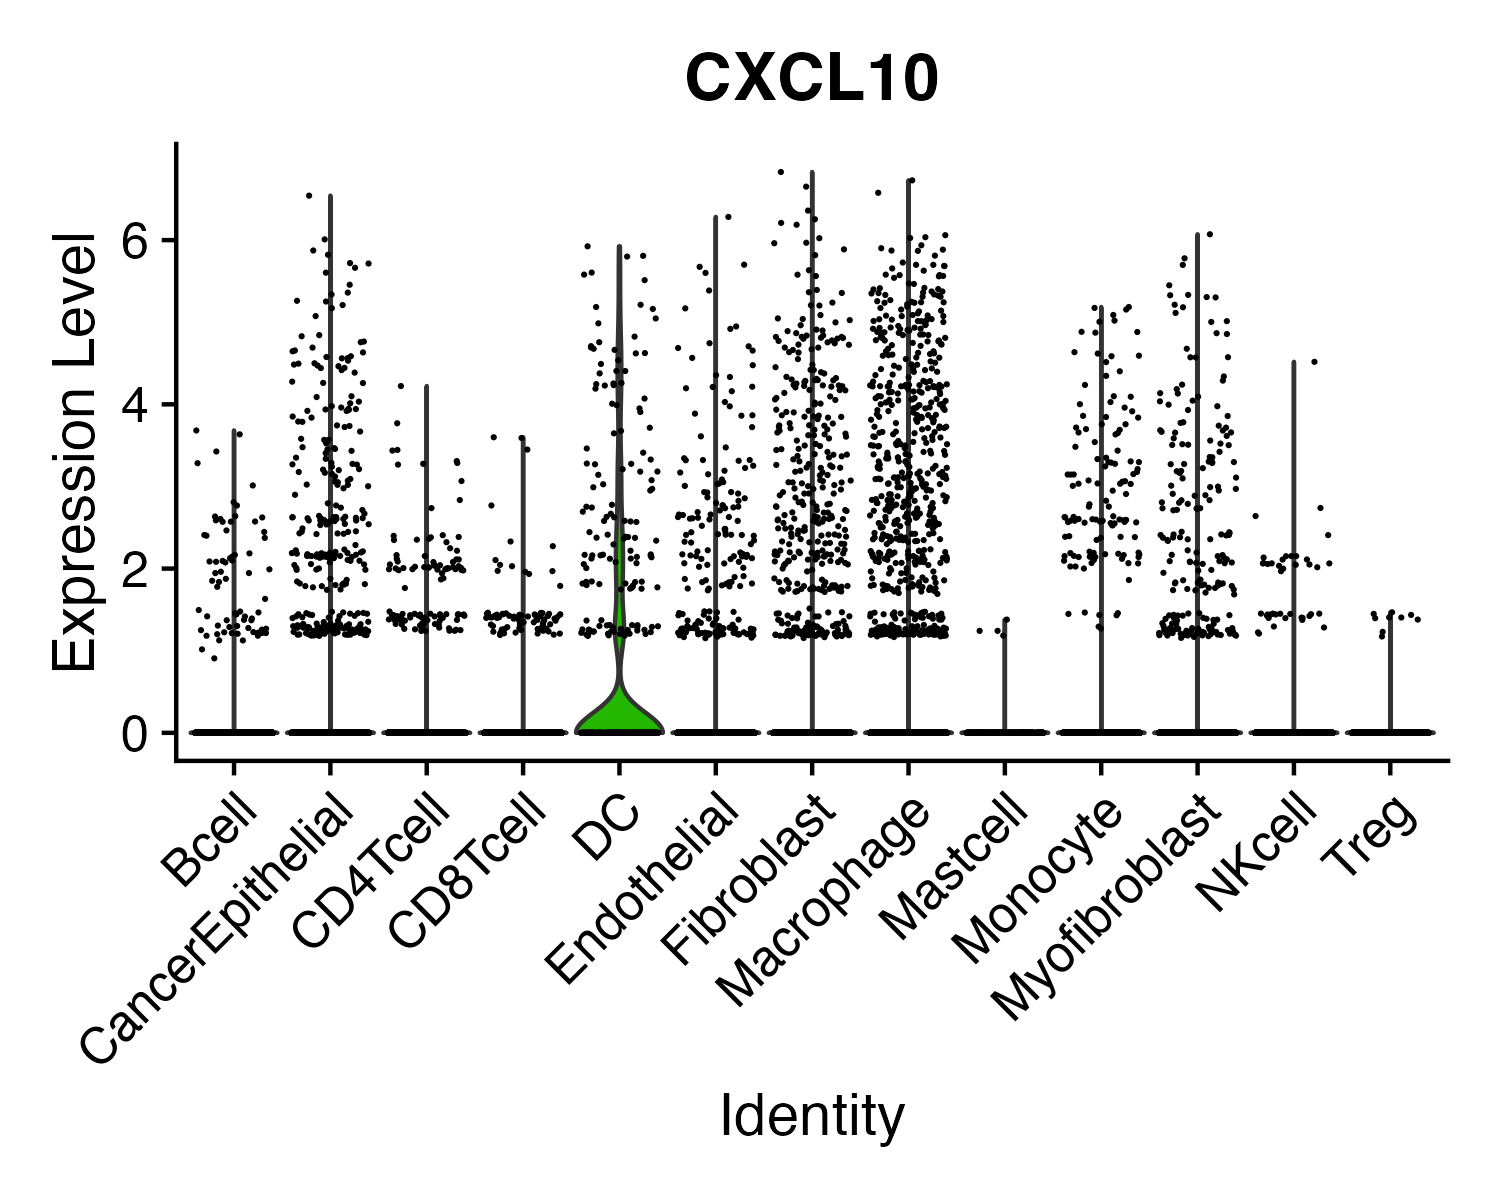 CXCL10
Expression Level
6
4
2
0
Bcell
CancerEpithelial
CD4Tcell
CD8Tcell
DC
Endothelial
Fibroblast
Macrophage
Mastcell
Monocyte
Myofibroblast
NKcell
Treg
Identity